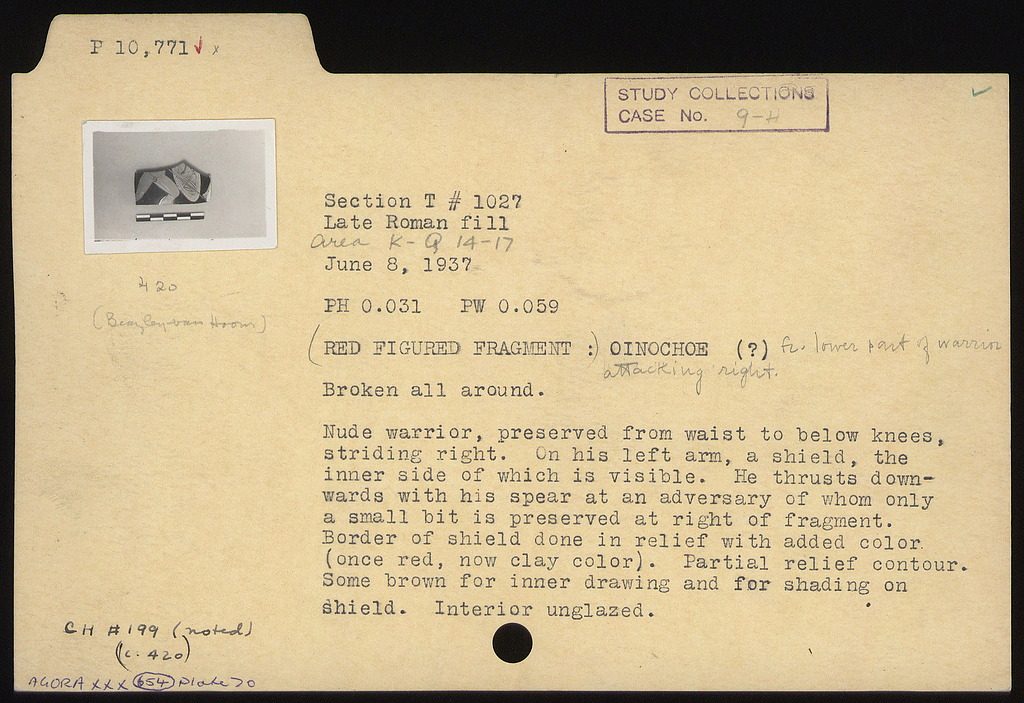 P 10,771 ✓ x
STUDY COLLECTIONS
CASE No. 9-H
Section T # 1027
Late Roman fill
Area K-Q 14-17
June 8, 1937
PH 0.031 PW 0.059
420
(Beazley-van Hoorn)
(RED FIGURED FRAGMENT :) OINOCHOE (?) fr. lower part of warrior
attacking right.
Broken all around.
Nude warrior, preserved from waist to below knees,
striding right. On his left arm, a shield, the
inner side of which is visible. He thrusts down-
wards with his spear at an adversary of whom only
a small bit is preserved at right of fragment.
Border of shield done in relief with added color
(once red, now clay color). Partial relief contour.
Some brown for inner drawing and for shading on
shield. Interior unglazed.
CH # 199 (noted)
(c. 420)
AGORA XXX 654 Plate 70